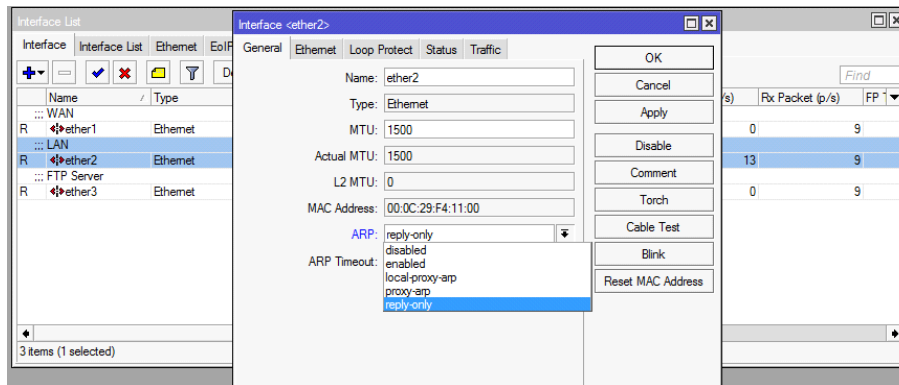 Interface List
Interface Interface List Ethernet EoIP
Find
Name Type Rx Packet (p/s) FP
::: WAN
R ether1 Ethernet 0 9
::: LAN
R ether2 Ethernet 13 9
::: FTP Server
R ether3 Ethernet 0 9
3 items (1 selected)
Interface <ether2>
General Ethernet Loop Protect Status Traffic
Name: ether2
Type: Ethernet
MTU: 1500
Actual MTU: 1500
L2 MTU: 0
MAC Address: 00:0C:29:F4:11:00
ARP: reply-only
ARP Timeout:
disabled
enabled
local-proxy-arp
proxy-arp
reply-only
OK
Cancel
Apply
Disable
Comment
Torch
Cable Test
Blink
Reset MAC Address